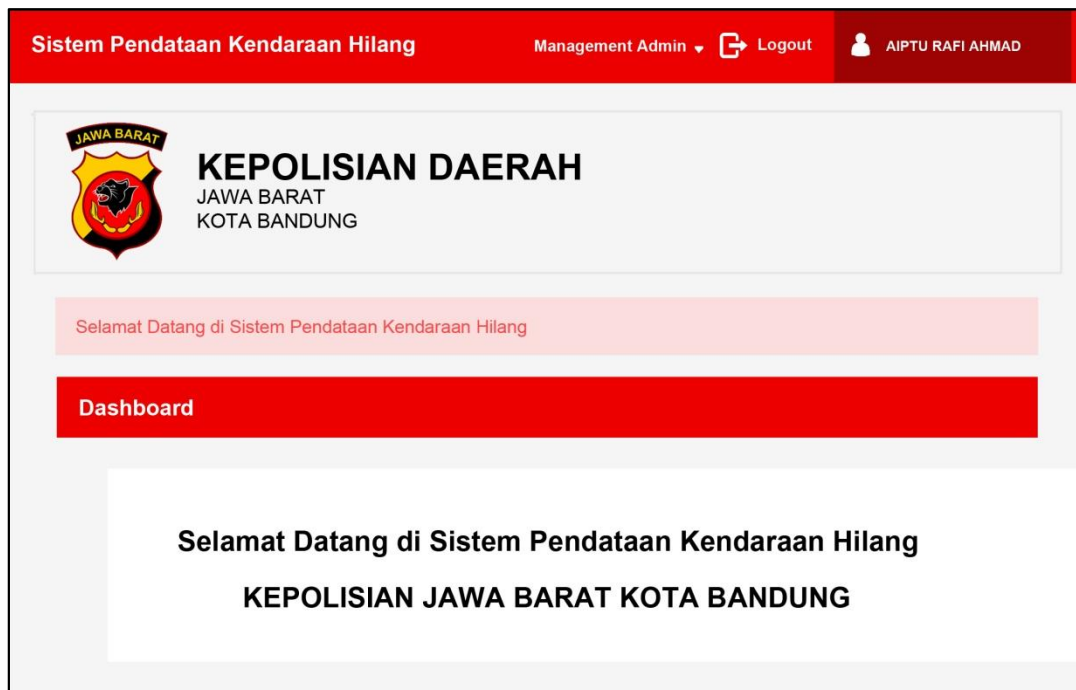 Sistem Pendataan Kendaraan Hilang
Management Admin
Logout
AIPTU RAFI AHMAD
JAWA BARAT
KEPOLISIAN DAERAH
JAWA BARAT
KOTA BANDUNG
Selamat Datang di Sistem Pendataan Kendaraan Hilang
Dashboard
Selamat Datang di Sistem Pendataan Kendaraan Hilang
KEPOLISIAN JAWA BARAT KOTA BANDUNG